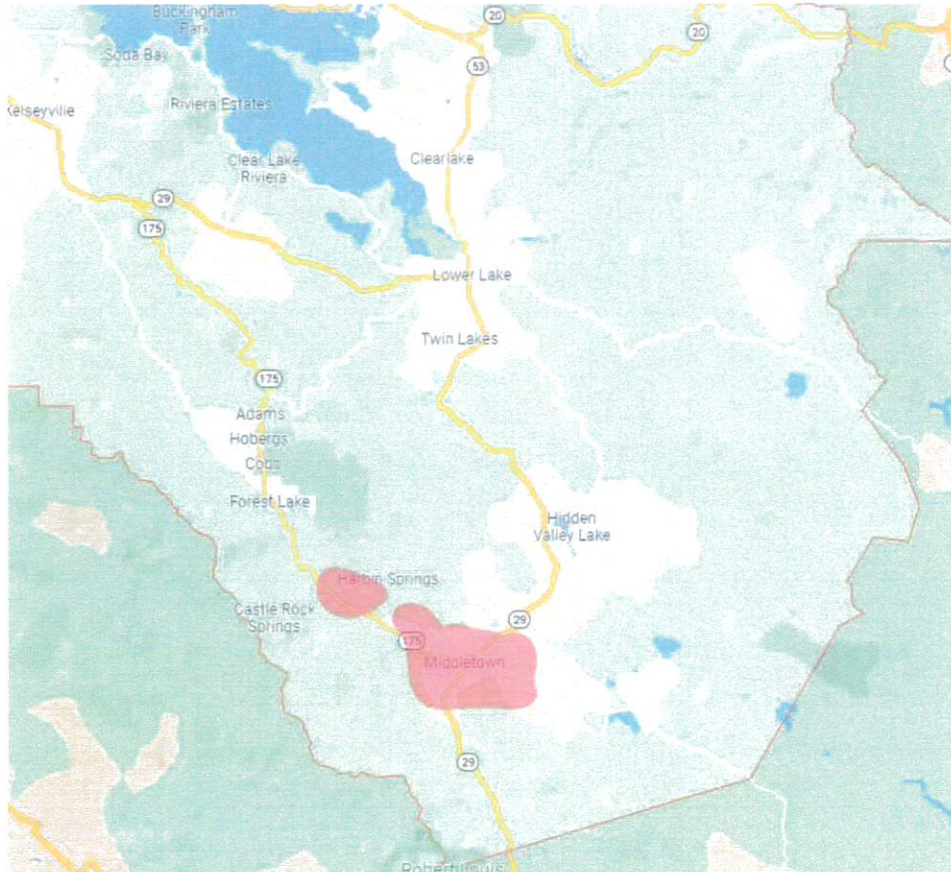 Buckingham
Park
20
20
Soda Bay
53
Kelseyville
Riviera Estates
Clear Lake
Riviera
Clearlake
29
175
Lower Lake
Twin Lakes
175
Adams
Hobergs
Cobb
Forest Lake
Hidden
Valley Lake
Harbin Springs
Castle Rock
Springs
29
175
Middletown
29